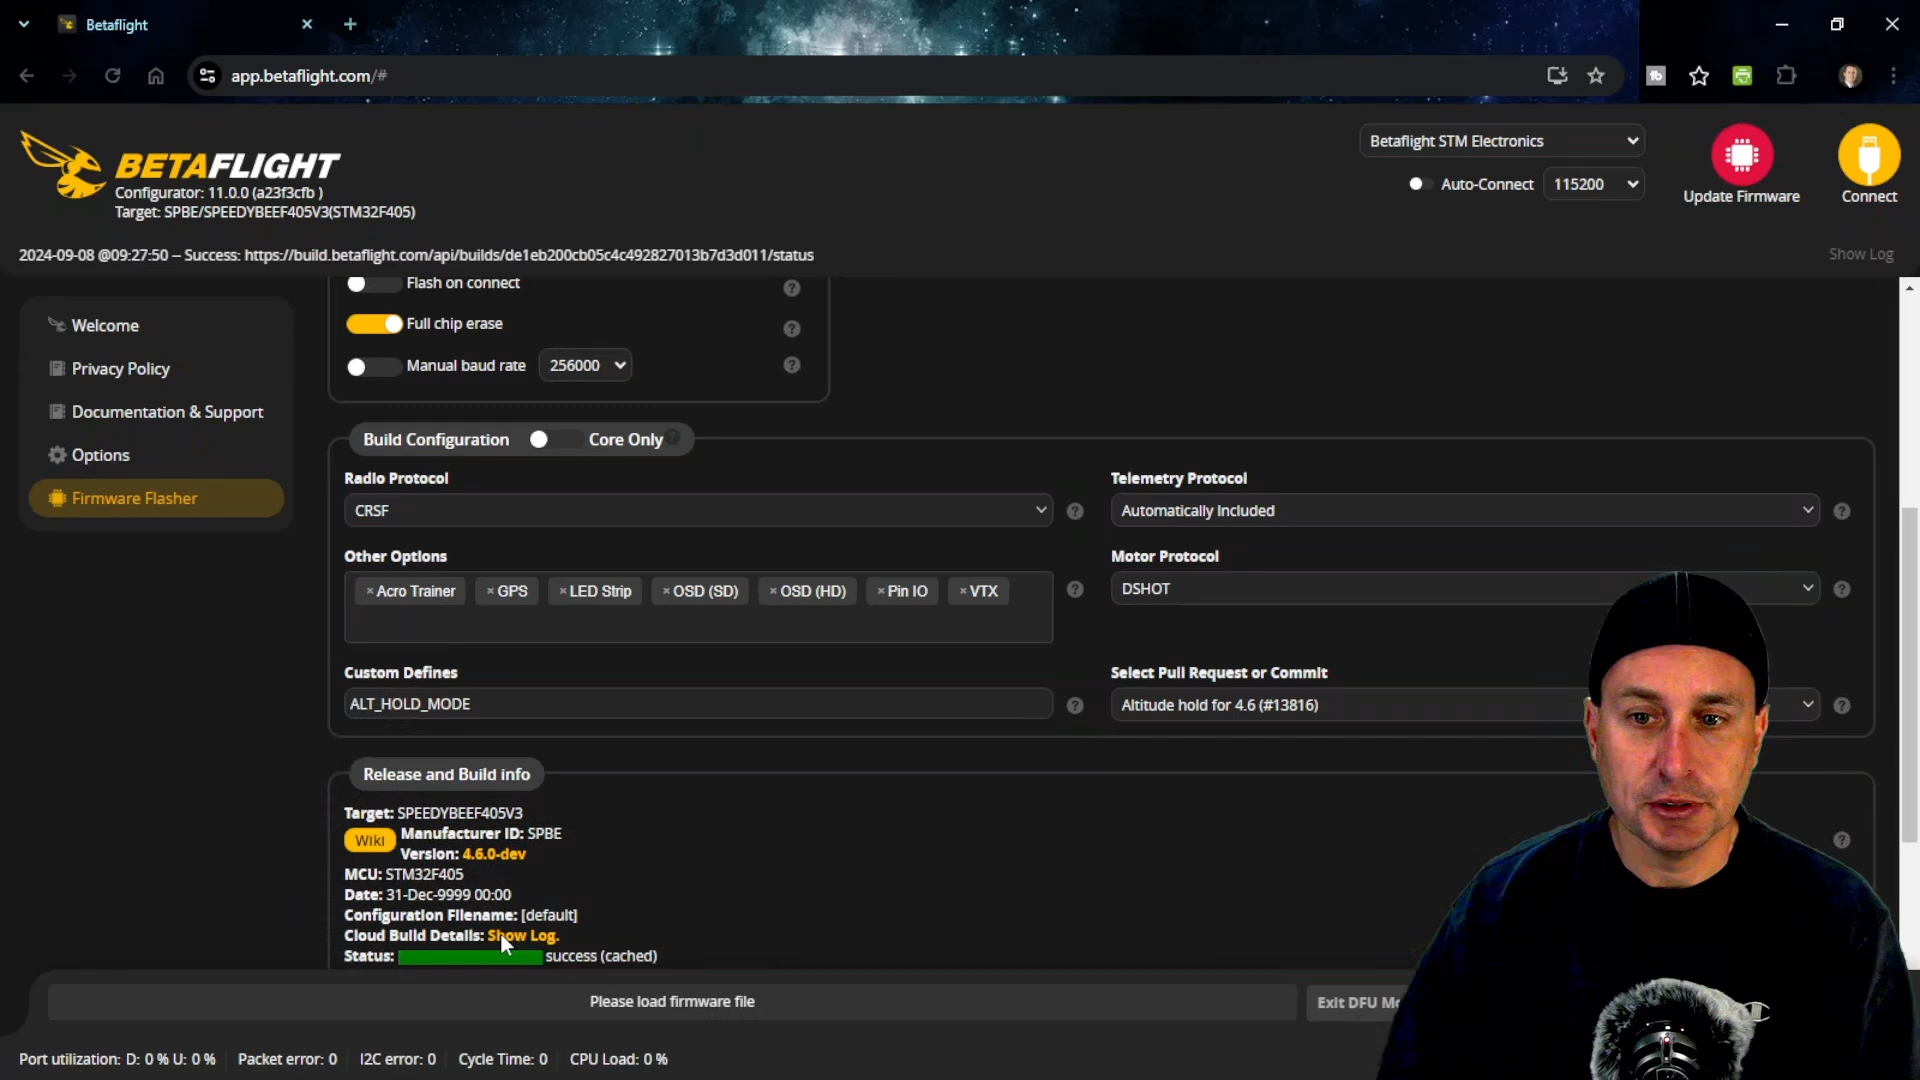 Betaflight
app.betaflight.com/#
BETAFLIGHT
Configurator: 11.0.0 (a23f3cfb )
Target: SPBE/SPEEDYBEEF405V3(STM32F405)
Betaflight STM Electronics
Auto-Connect 115200
Update Firmware
Connect
2024-09-08 @09:27:50 -- Success: https://build.betaflight.com/api/builds/de1eb200cb05c4c492827013b7d3d011/status
Show Log
Welcome
Privacy Policy
Documentation & Support
Options
Firmware Flasher
Flash on connect
Full chip erase
Manual baud rate 256000
Build Configuration Core Only
Radio Protocol
CRSF
Telemetry Protocol
Automatically Included
Other Options
×Acro Trainer ×GPS ×LED Strip ×OSD (SD) ×OSD (HD) ×Pin IO ×VTX
Motor Protocol
DSHOT
Custom Defines
ALT_HOLD_MODE
Select Pull Request or Commit
Altitude hold for 4.6 (#13816)
Release and Build info
Target: SPEEDYBEEF405V3
Wiki
Manufacturer ID: SPBE
Version: 4.6.0-dev
MCU: STM32F405
Date: 31-Dec-9999 00:00
Configuration Filename: [default]
Cloud Build Details: Show Log.
Status: success (cached)
Please load firmware file
Exit DFU Mo
Port utilization: D: 0 % U: 0 % Packet error: 0 I2C error: 0 Cycle Time: 0 CPU Load: 0 %